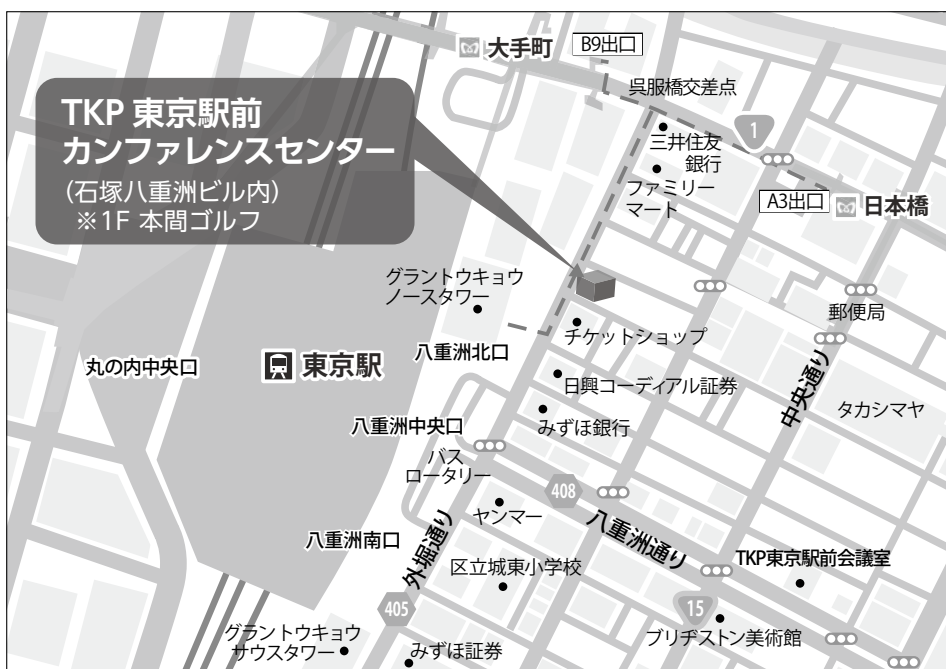 大手町
B9出口
呉服橋交差点
TKP 東京駅前
カンファレンスセンター
(石塚八重洲ビル内)
※1F 本間ゴルフ
1
三井住友
銀行
ファミリー
マート
A3出口
日本橋
グラントウキョウ
ノースタワー
郵便局
チケットショップ
丸の内中央口
東京駅
八重洲北口
日興コーディアル証券
中央通り
タカシマヤ
みずほ銀行
八重洲中央口
バス
ロータリー
408
ヤンマー
八重洲通り
八重洲南口
外堀通り
区立城東小学校
TKP東京駅前会議室
405
15
グラントウキョウ
サウスタワー
みずほ証券
ブリヂストン美術館